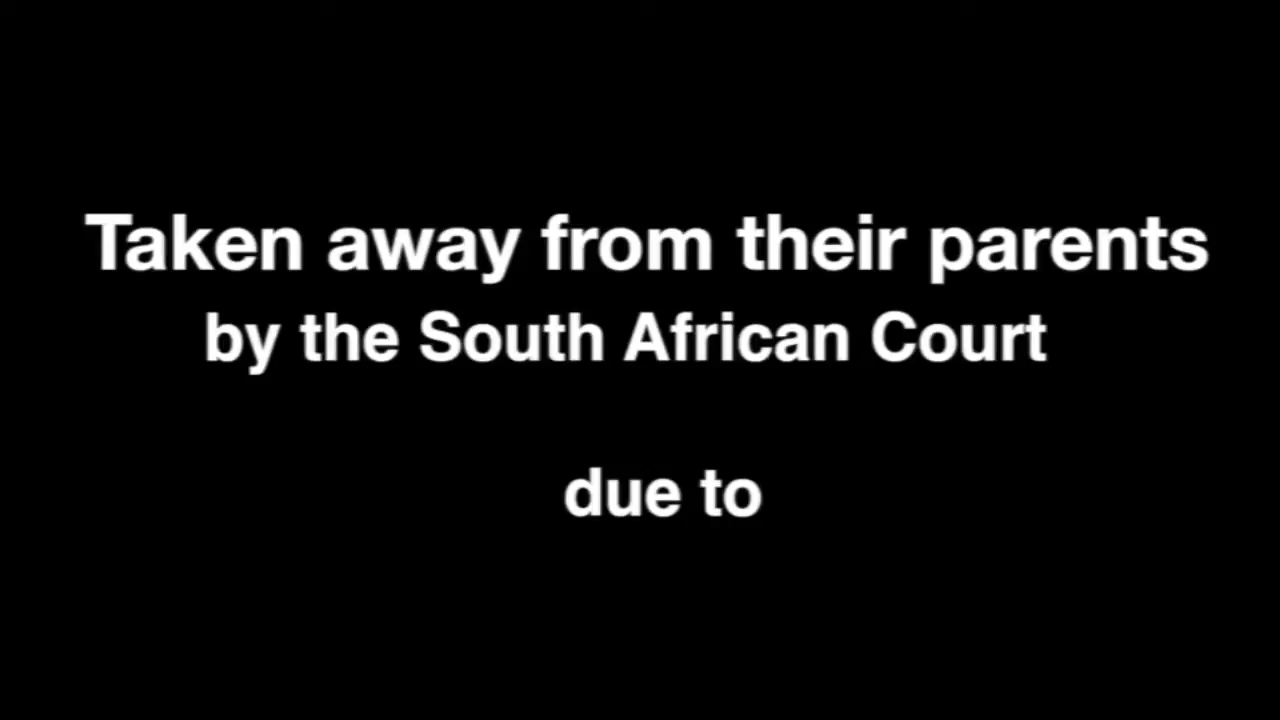 Taken away from their parents
by the South African Court
due to